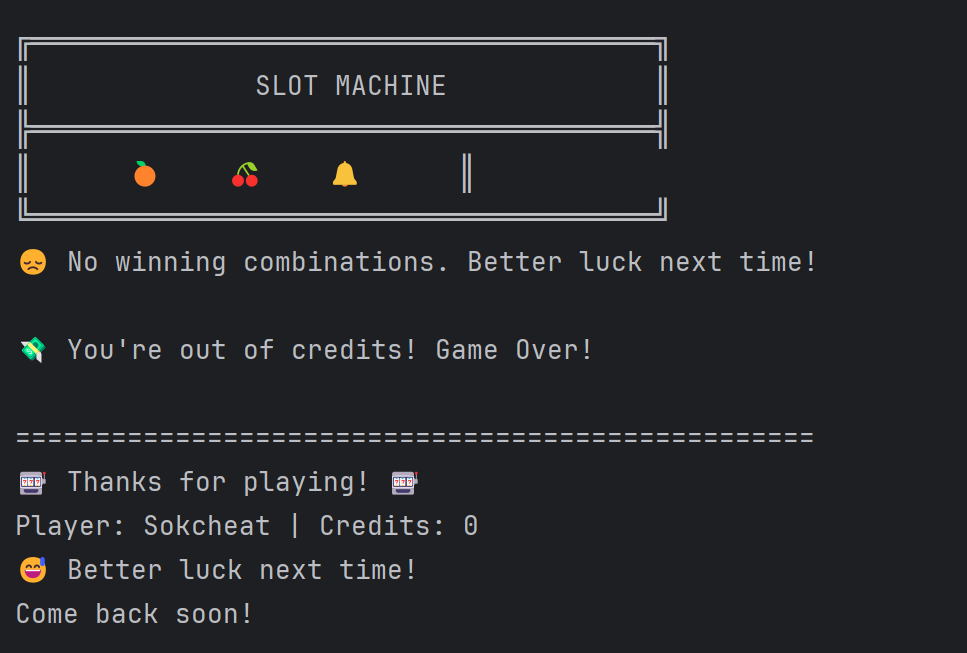 SLOT MACHINE
🍊 🍒 🔔
😞 No winning combinations. Better luck next time!
💸 You're out of credits! Game Over!
==================================================
🎰 Thanks for playing! 🎰
Player: Sokcheat | Credits: 0
😅 Better luck next time!
Come back soon!